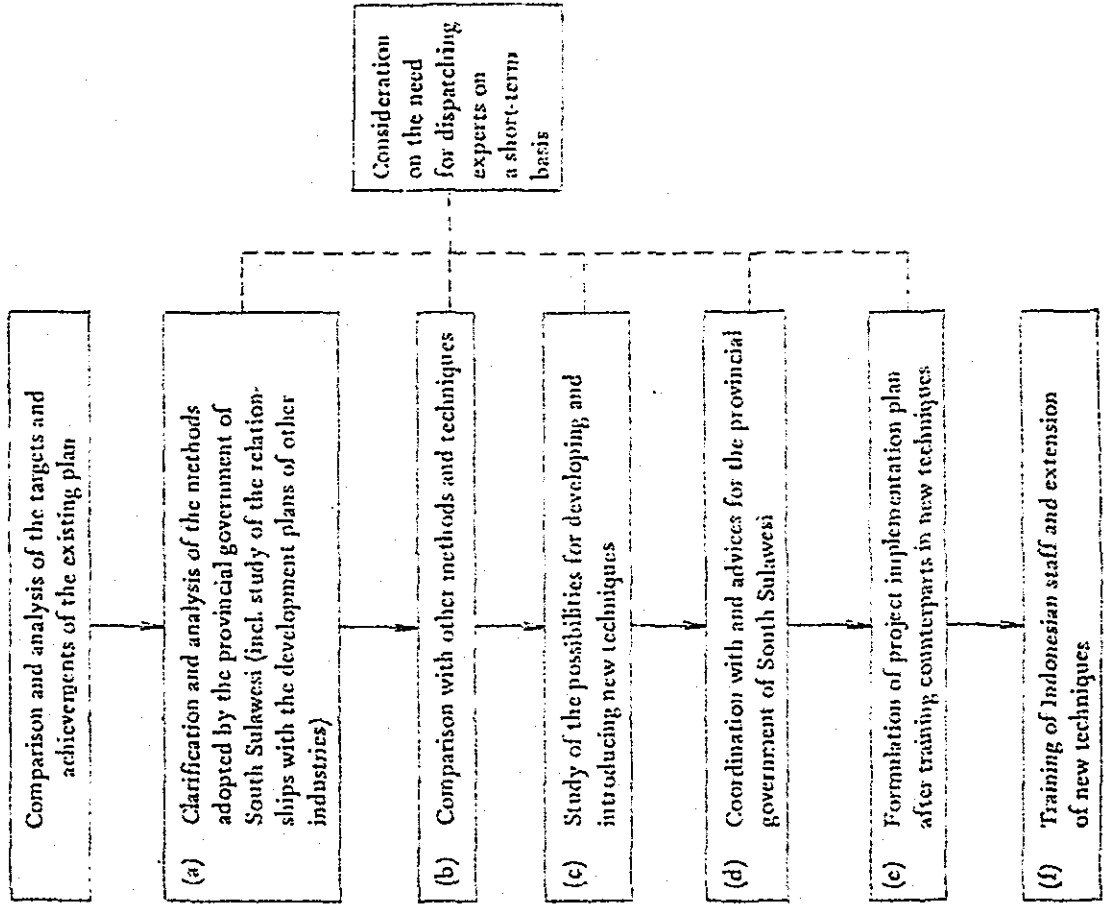 Comparison and analysis of the targets and
achievements of the existing plan
(a) Clarification and analysis of the methods
adopted by the provincial government of
South Sulawesi (incl. study of the relation-
ships with the development plans of other
industries)
(b) Comparison with other methods and techniques
(c) Study of the possibilities for developing and
introducing new techniques
(d) Coordination with and advices for the provincial
government of South Sulawesi
(e) Formulation of project implementation plan
after training counterparts in new techniques
(f) Training of Indonesian staff and extension
of new techniques
Consideration
on the need
for dispatching
experts on
a short-term
basis